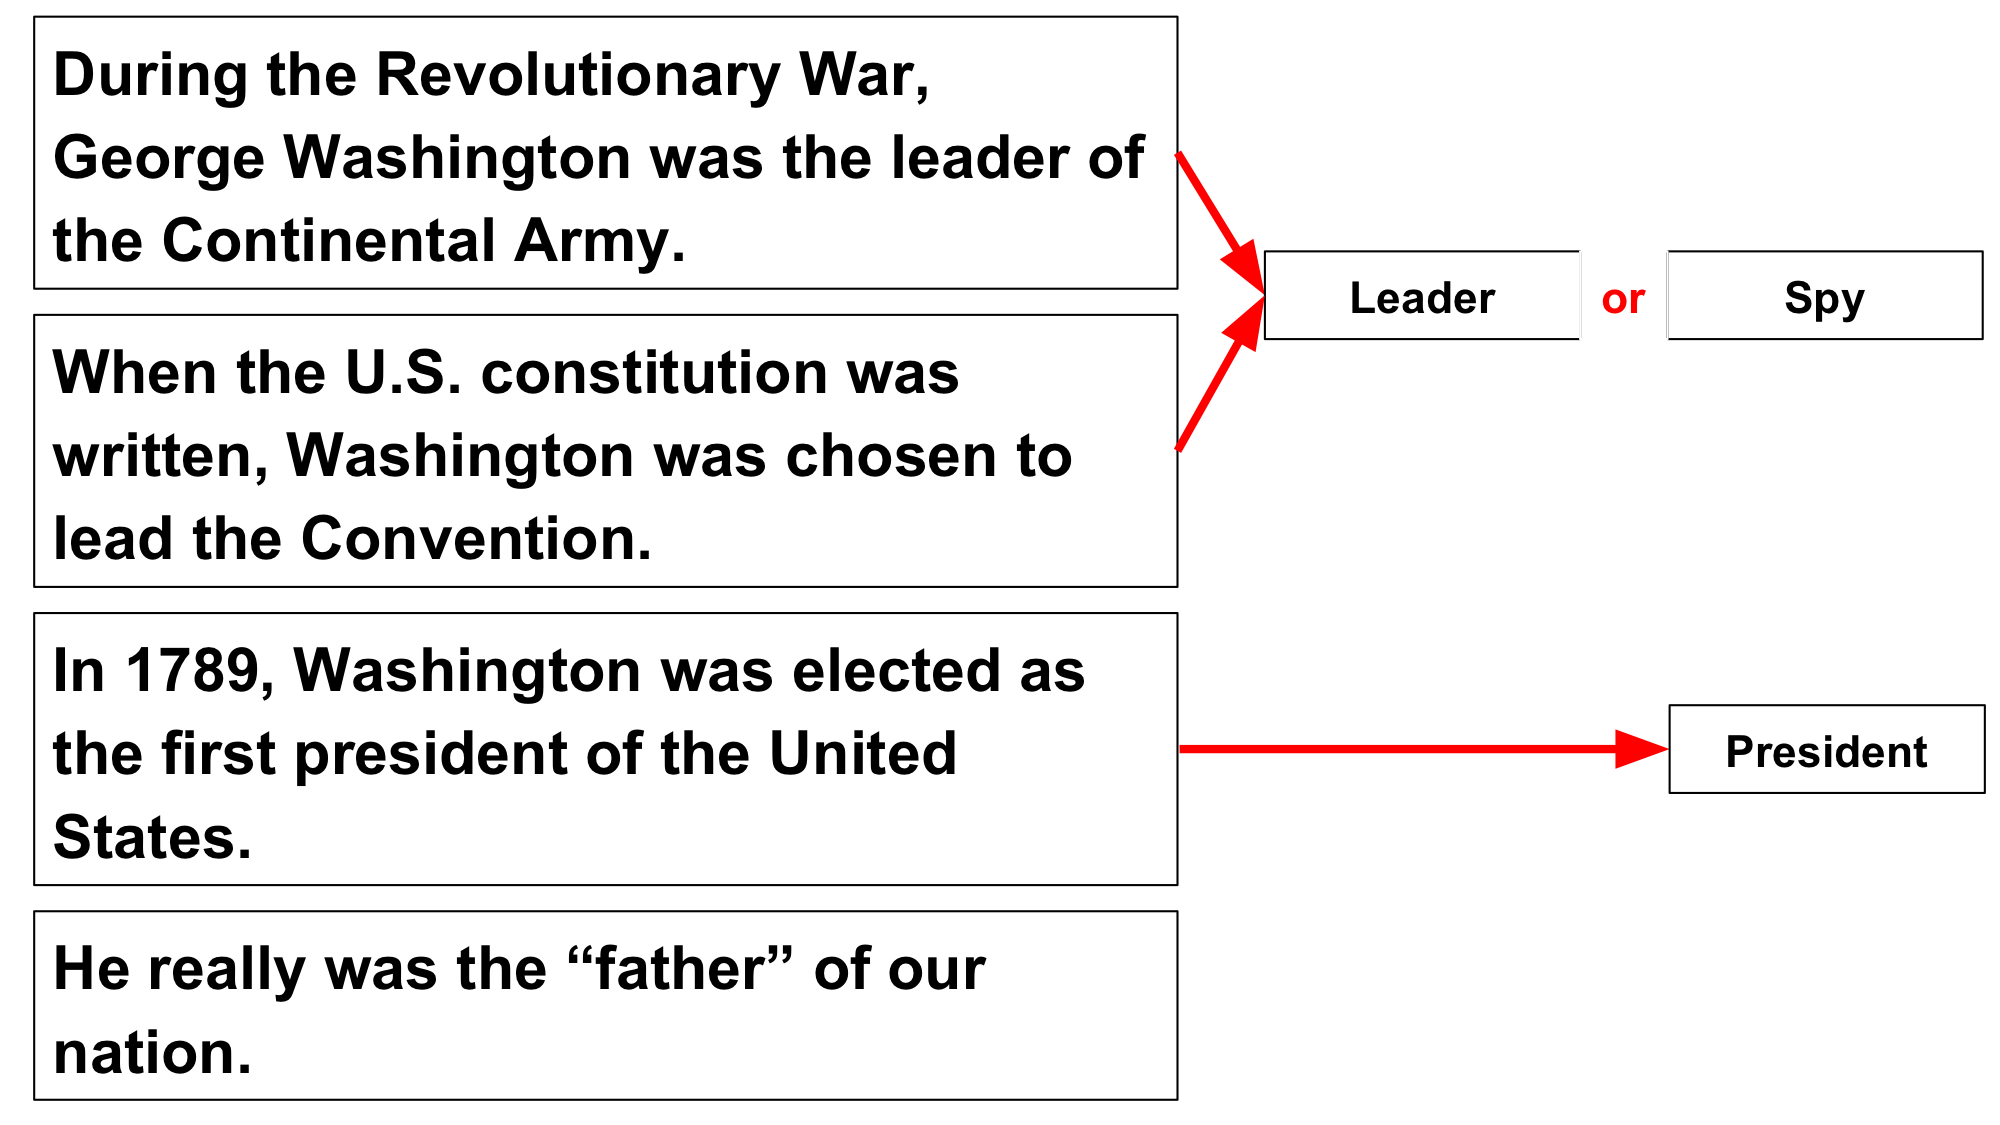 During the Revolutionary War,
George Washington was the leader of
the Continental Army.
Leader or Spy
When the U.S. constitution was
written, Washington was chosen to
lead the Convention.
In 1789, Washington was elected as
the first president of the United
States.
President
He really was the “father” of our
nation.